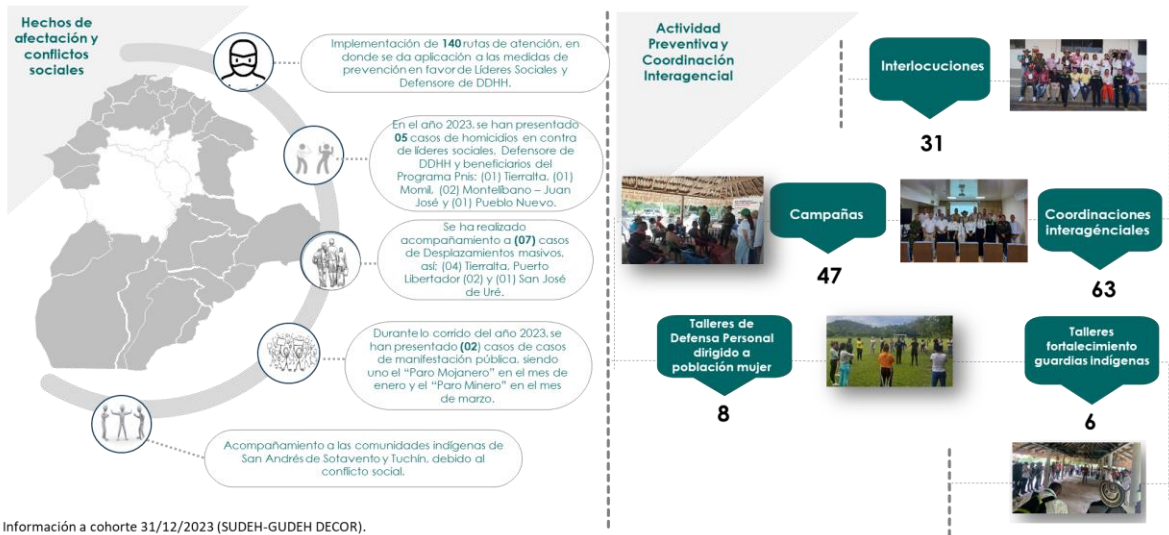 Hechos de
afectación y
conflictos
sociales
Implementación de 140 rutas de atención, en
donde se da aplicación a las medidas de
prevención en favor de Líderes Sociales y
Defensore de DDHH.
En el año 2023, se han presentado
05 casos de homicidios en contra
de líderes sociales, Defensore de
DDHH y beneficiarios del
Programa Pnis: (01) Tierralta, (01)
Momil, (02) Montelíbano – Juan
José y (01) Pueblo Nuevo.
Se ha realizado
acompañamiento a (07) casos
de Desplazamientos masivos,
así; (04) Tierralta, Puerto
Libertador (02) y (01) San José
de Uré.
Durante lo corrido del año 2023, se
han presentado (02) casos de casos
de manifestación pública, siendo
uno el "Paro Mojanero" en el mes de
enero y el "Paro Minero" en el mes
de marzo.
Acompañamiento a las comunidades indígenas de
San Andrés de Sotavento y Tuchín, debido al
conflicto social.
Información a cohorte 31/12/2023 (SUDEH-GUDEH DECOR).
Actividad
Preventiva y
Coordinación
Interagencial
Interlocuciones
31
Campañas
47
Coordinaciones
interagénciales
63
Talleres de
Defensa Personal
dirigido a
población mujer
8
Talleres
fortalecimiento
guardias indígenas
6